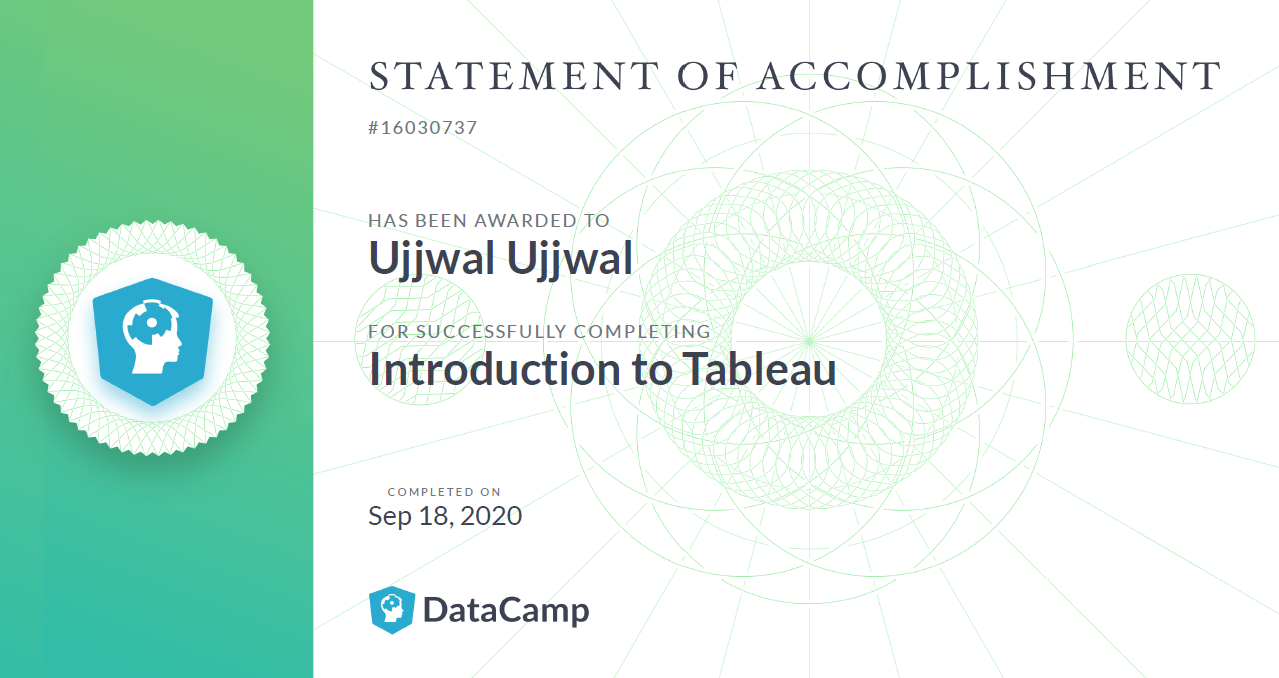 STATEMENT OF ACCOMPLISHMENT
#16030737
HAS BEEN AWARDED TO
Ujjwal Ujjwal
FOR SUCCESSFULLY COMPLETING
Introduction to Tableau
COMPLETED ON
Sep 18, 2020
DataCamp